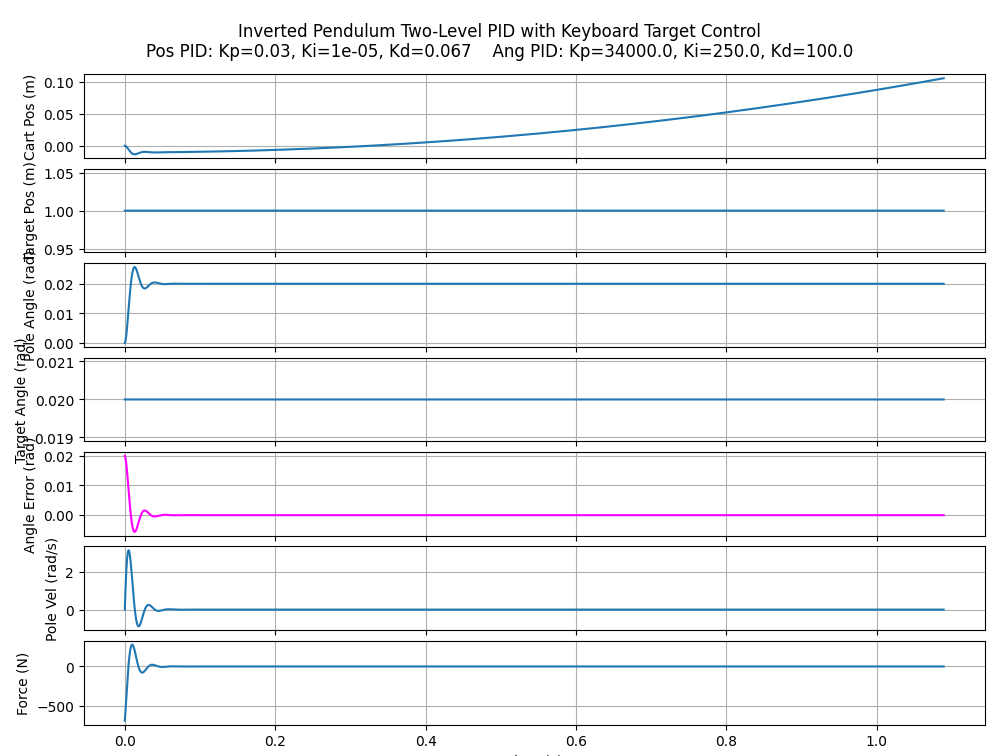 Inverted Pendulum Two-Level PID with Keyboard Target Control
Pos PID: Kp=0.03, Ki=1e-05, Kd=0.067    Ang PID: Kp=34000.0, Ki=250.0, Kd=100.0
Cart Pos (m)
0.10
0.05
0.00
Target Pos (m)
1.05
1.00
0.95
Pole Angle (rad)
0.02
0.01
0.00
Target Angle (rad)
0.021
0.020
0.019
Angle Error (rad)
0.02
0.01
0.00
Pole Vel (rad/s)
2
0
Force (N)
0
−500
0.0 0.2 0.4 0.6 0.8 1.0